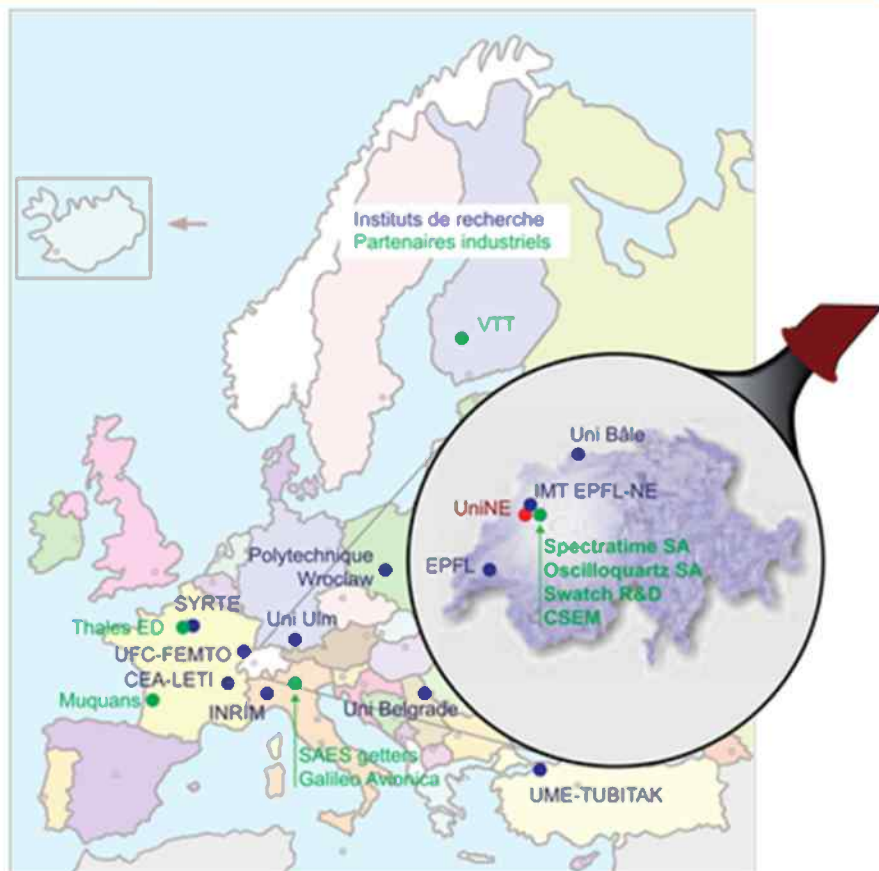 Instituts de recherche
Partenaires industriels
VTT
Uni Bâle
IMT EPFL-NE
UniNE
Spectratime SA
Oscilloquartz SA
Swatch R&D
CSEM
EPFL
Polytechnique
Wroclaw
SYRTE
Thales ED
Uni Ulm
UFC-FEMTO
CEA-LETI
Muquans
INRIM
Uni Belgrade
SAES getters
Galileo Avionica
UME-TUBITAK